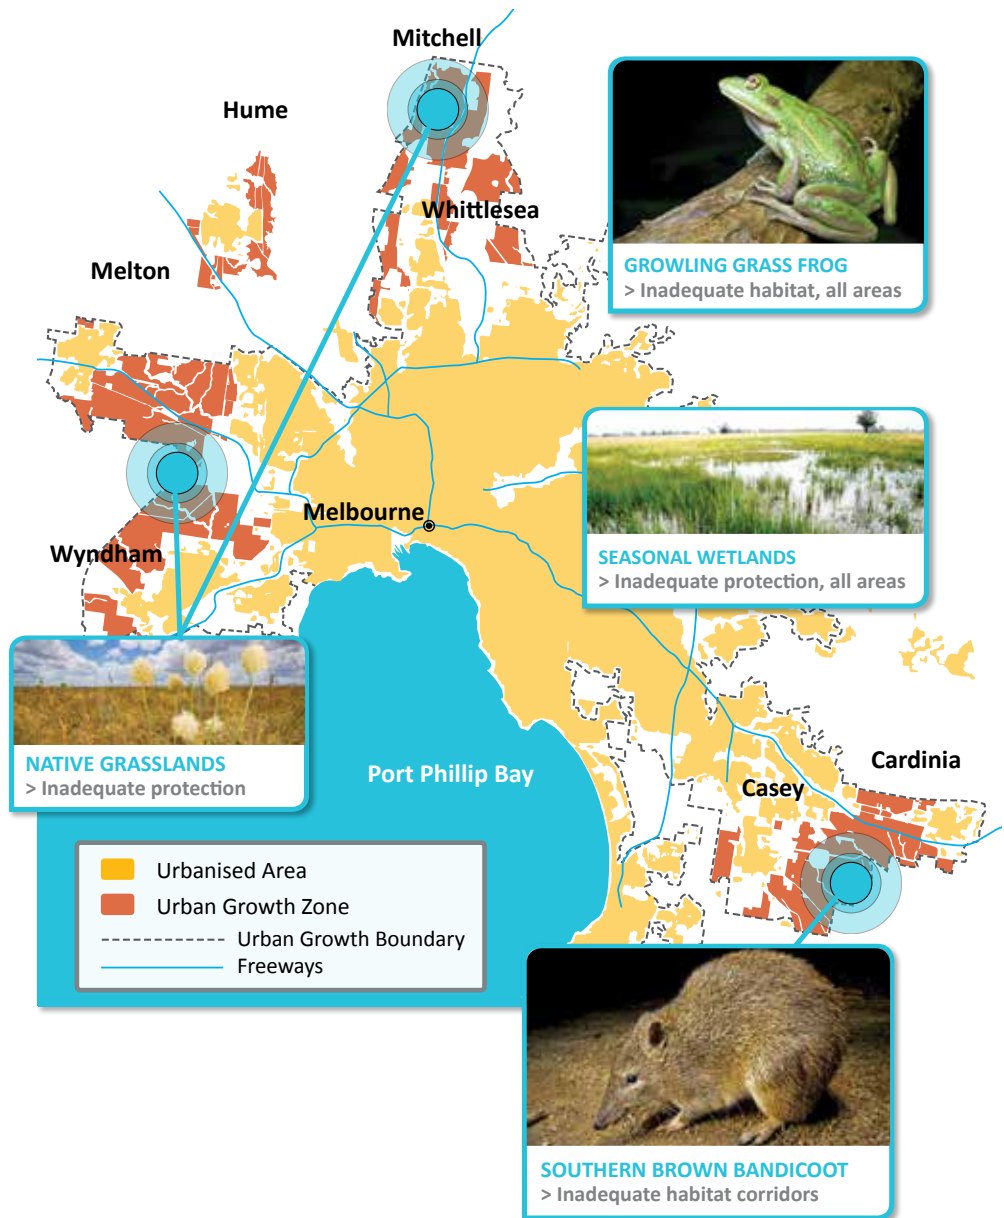 Mitchell
Hume
Whittlesea
GROWLING GRASS FROG
> Inadequate habitat, all areas
Melton
Melbourne
SEASONAL WETLANDS
> Inadequate protection, all areas
Wyndham
NATIVE GRASSLANDS
> Inadequate protection
Port Phillip Bay
Cardinia
Casey
Urbanised Area
Urban Growth Zone
Urban Growth Boundary
Freeways
SOUTHERN BROWN BANDICOOT
> Inadequate habitat corridors